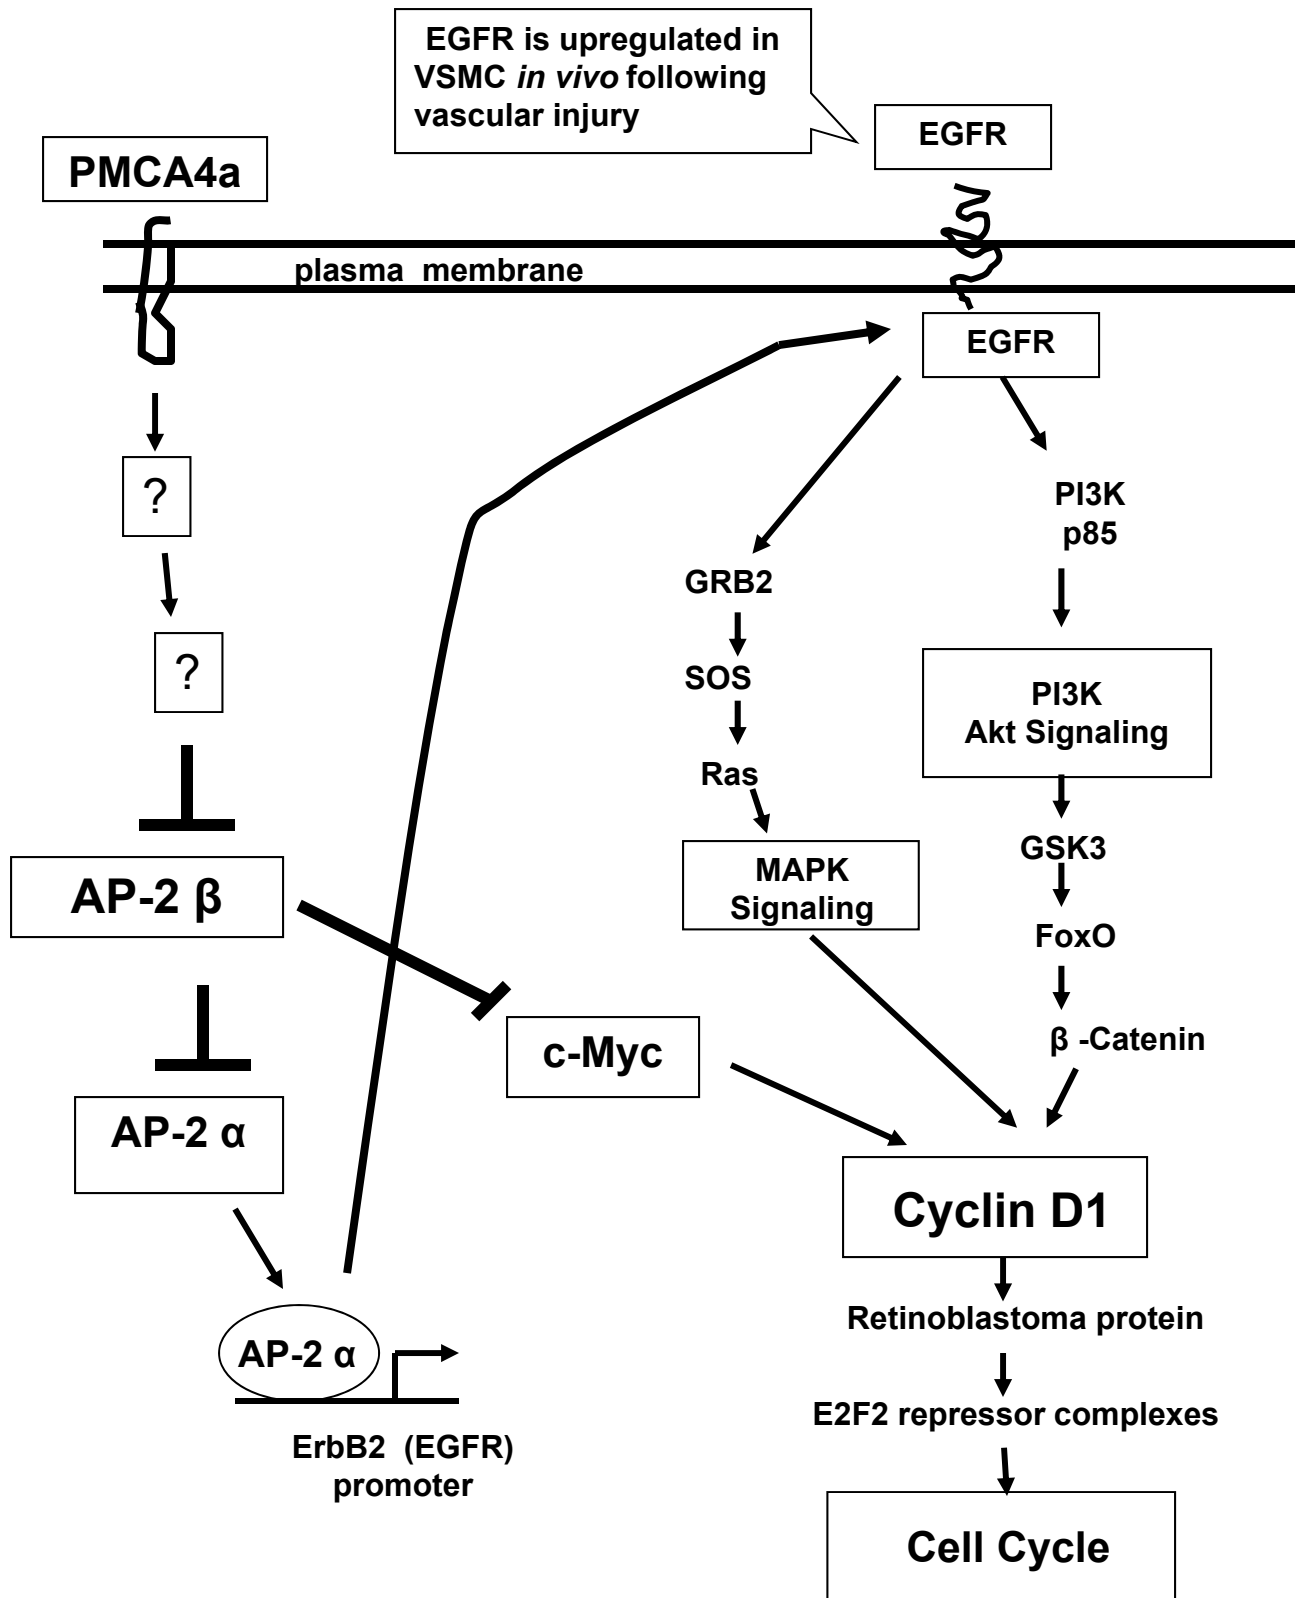 EGFR is upregulated in
VSMC in vivo following
vascular injury
EGFR
PMCA4a
plasma membrane
EGFR
?
PI3K
p85
GRB2
?
SOS
PI3K
Akt Signaling
Ras
GSK3
MAPK
Signaling
AP-2 β
FoxO
β -Catenin
c-Myc
AP-2 α
Cyclin D1
Retinoblastoma protein
AP-2 α
E2F2 repressor complexes
ErbB2 (EGFR)
promoter
Cell Cycle